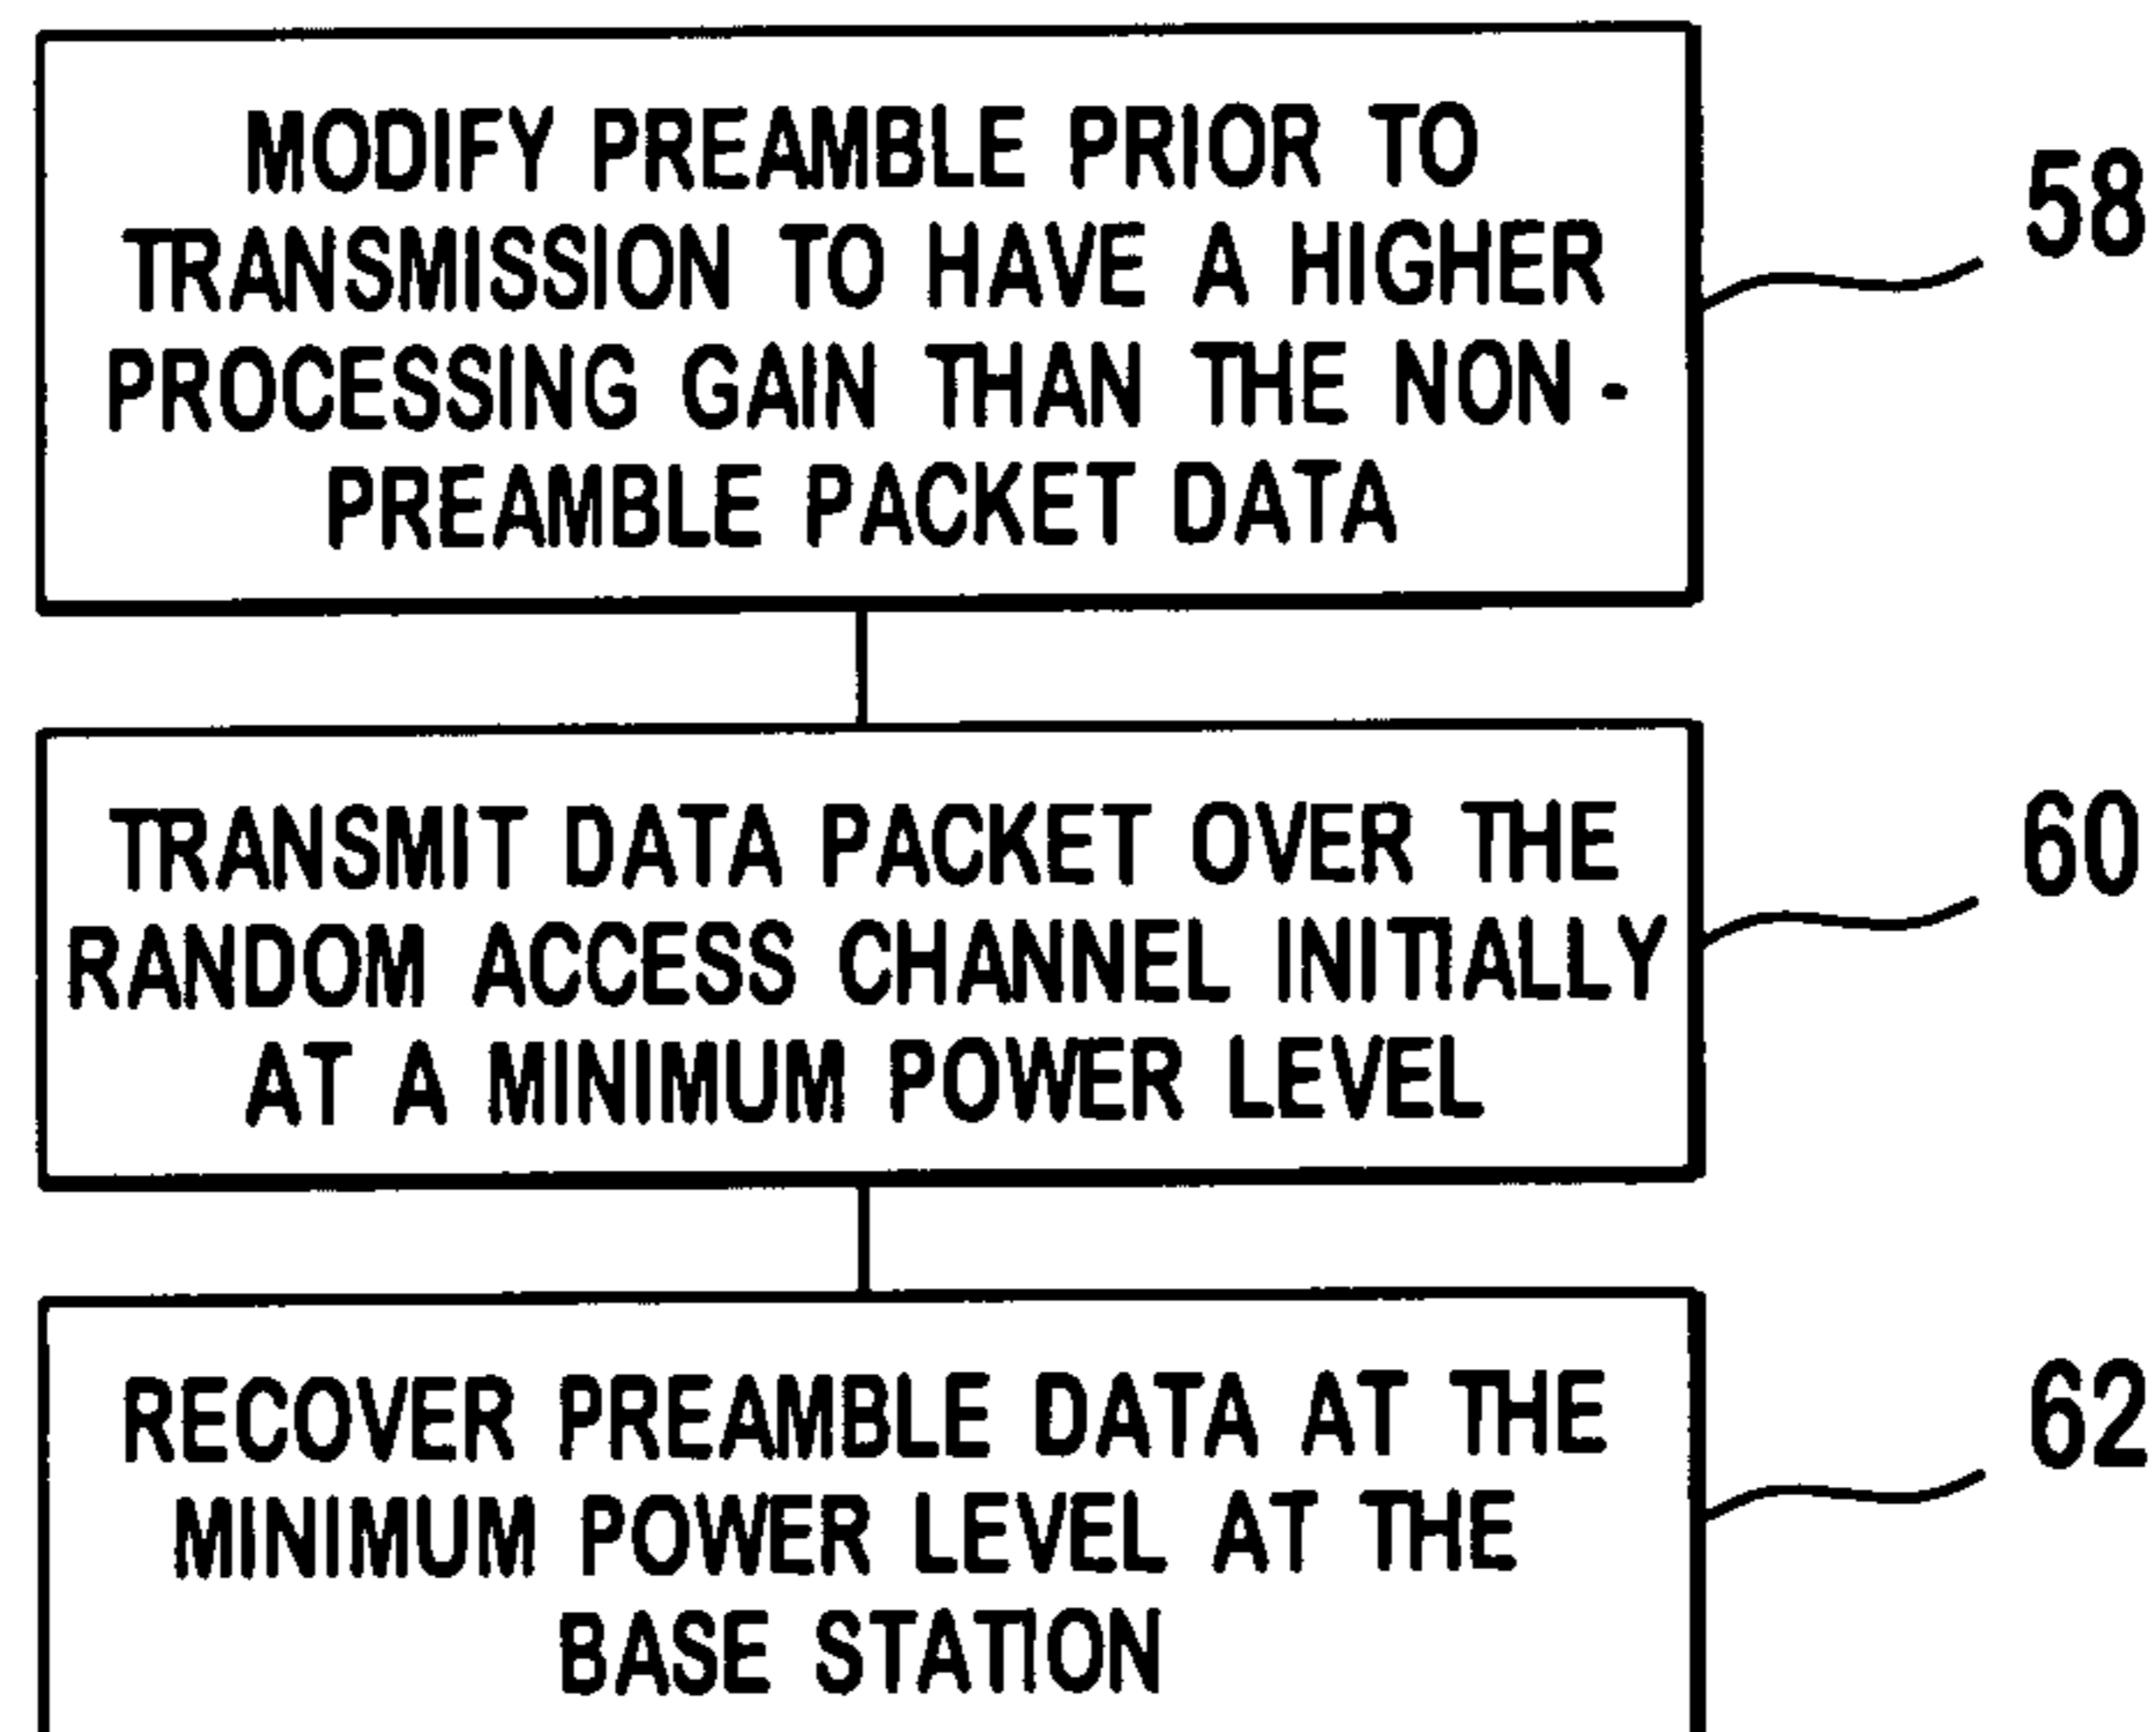 MODIFY PREAMBLE PRIOR TO
TRANSMISSION TO HAVE A HIGHER
PROCESSING GAIN THAN THE NON-
PREAMBLE PACKET DATA
58
TRANSMIT DATA PACKET OVER THE
RANDOM ACCESS CHANNEL INITIALLY
AT A MINIMUM POWER LEVEL
60
RECOVER PREAMBLE DATA AT THE
MINIMUM POWER LEVEL AT THE
BASE STATION
62